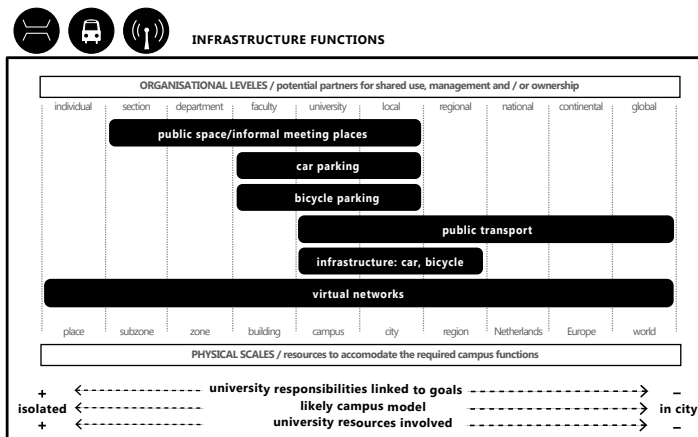 INFRASTRUCTURE FUNCTIONS
ORGANISATIONAL LEVELES / potential partners for shared use, management and / or ownership
individual section department faculty university local regional national continental global
public space/informal meeting places
car parking
bicycle parking
public transport
infrastructure: car, bicycle
virtual networks
place subzone zone building campus city region Netherlands Europe world
PHYSICAL SCALES / resources to accomodate the required campus functions
+ university responsibilities linked to goals –
isolated likely campus model in city
+ university resources involved –